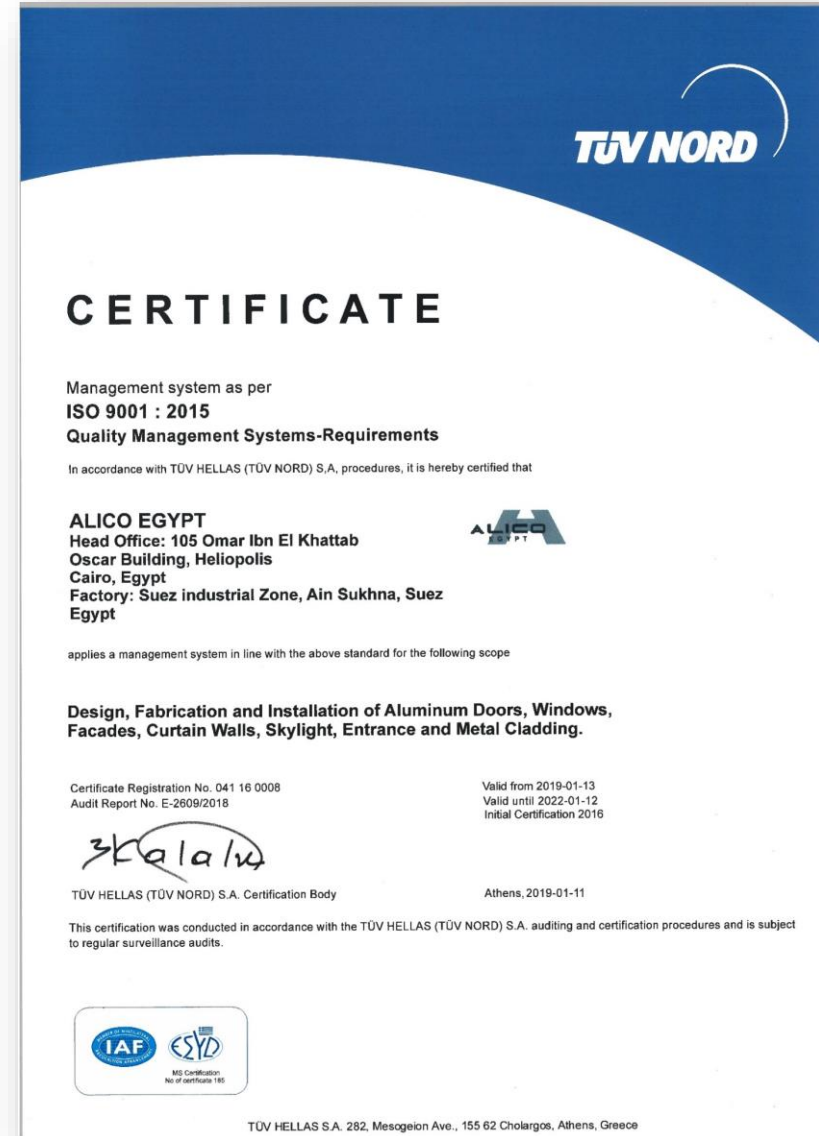 TÜV NORD
CERTIFICATE
Management system as per
ISO 9001 : 2015
Quality Management Systems-Requirements
In accordance with TÜV HELLAS (TÜV NORD) S,A, procedures, it is hereby certified that
ALICO EGYPT
Head Office: 105 Omar Ibn El Khattab
Oscar Building, Heliopolis
Cairo, Egypt
Factory: Suez industrial Zone, Ain Sukhna, Suez
Egypt
ALICO
EGYPT
applies a management system in line with the above standard for the following scope
Design, Fabrication and Installation of Aluminum Doors, Windows,
Facades, Curtain Walls, Skylight, Entrance and Metal Cladding.
Certificate Registration No. 041 16 0008
Audit Report No. E-2609/2018
Valid from 2019-01-13
Valid until 2022-01-12
Initial Certification 2016
TÜV HELLAS (TÜV NORD) S.A. Certification Body
Athens, 2019-01-11
This certification was conducted in accordance with the TÜV HELLAS (TÜV NORD) S.A. auditing and certification procedures and is subject
to regular surveillance audits.
IAF
ESYD
MS Certification
No of certificate 185
TÜV HELLAS S.A. 282, Mesogeion Ave., 155 62 Cholargos, Athens, Greece